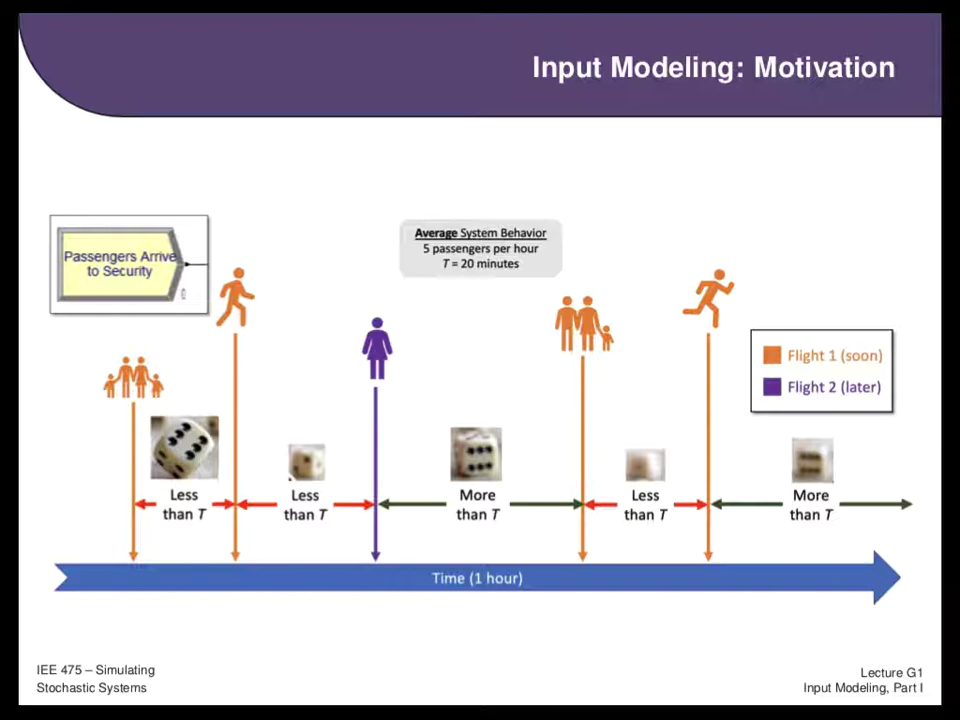 Input Modeling: Motivation
Passengers Arrive
to Security
Average System Behavior
5 passengers per hour
T = 20 minutes
Flight 1 (soon)
Flight 2 (later)
Less
than T
Less
than T
More
than T
Less
than T
More
than T
Time (1 hour)
IEE 475 – Simulating
Stochastic Systems
Lecture G1
Input Modeling, Part I